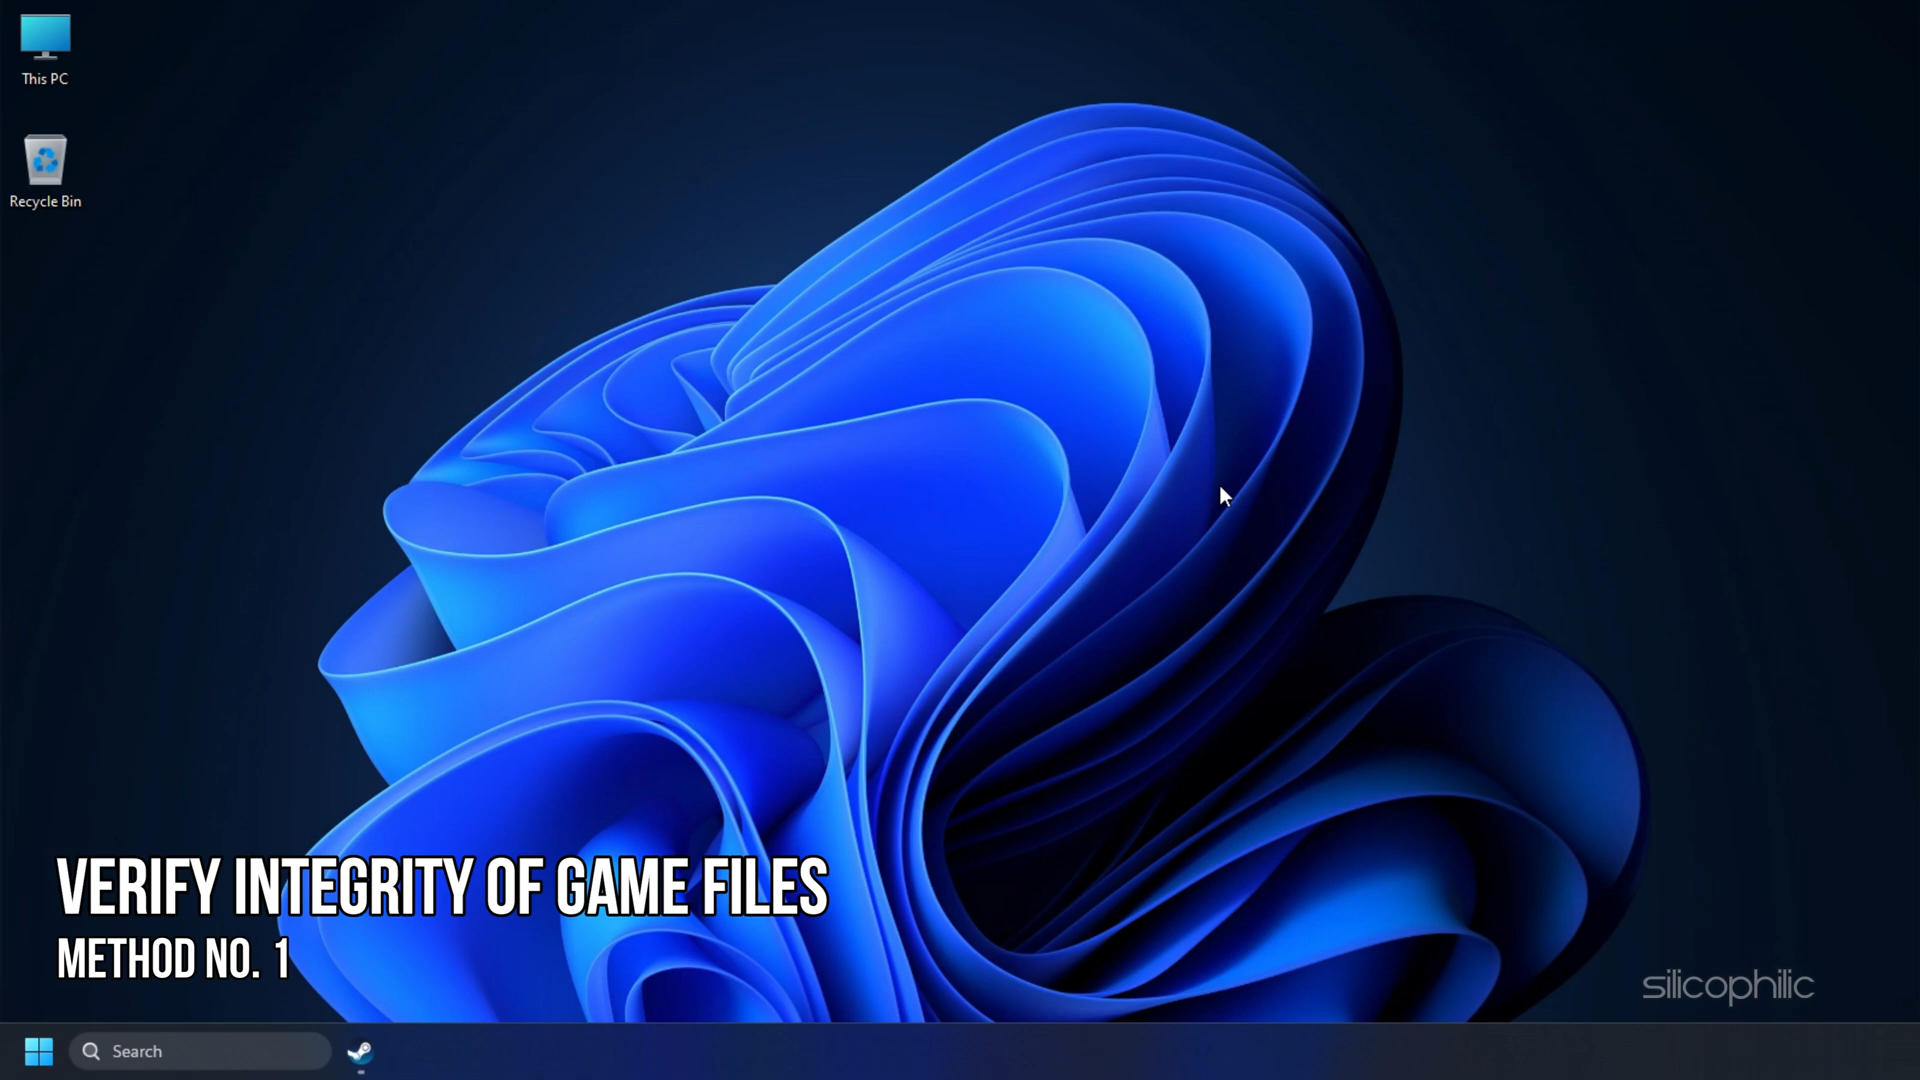 This PC
Recycle Bin
VERIFY INTEGRITY OF GAME FILES
METHOD NO. 1
silicophilic
Search